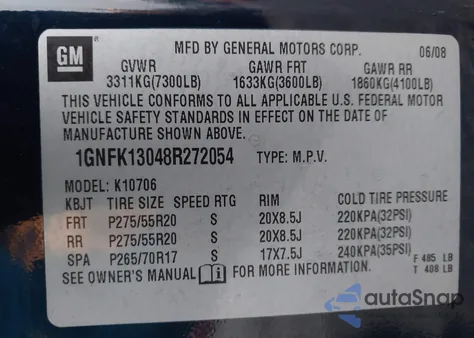 GM
MFD BY GENERAL MOTORS CORP. 06/08
GVWR GAWR FRT GAWR RR
3311KG(7300LB) 1633KG(3600LB) 1860KG(4100LB)
THIS VEHICLE CONFORMS TO ALL APPLICABLE U.S. FEDERAL MOTOR
VEHICLE SAFETY STANDARDS IN EFFECT ON THE DATE OF
MANUFACTURE SHOWN ABOVE.
1GNFK13048R272054 TYPE: M.P.V.
MODEL: K10706
KBJT TIRE SIZE SPEED RTG RIM COLD TIRE PRESSURE
FRT P275/55R20 S 20X8.5J 220KPA(32PSI)
RR P275/55R20 S 20X8.5J 220KPA(32PSI)
SPA P265/70R17 S 17X7.5J 240KPA(35PSI) F 485 LB
SEE OWNER'S MANUAL i FOR MORE INFORMATION. T 408 LB
autoSnap